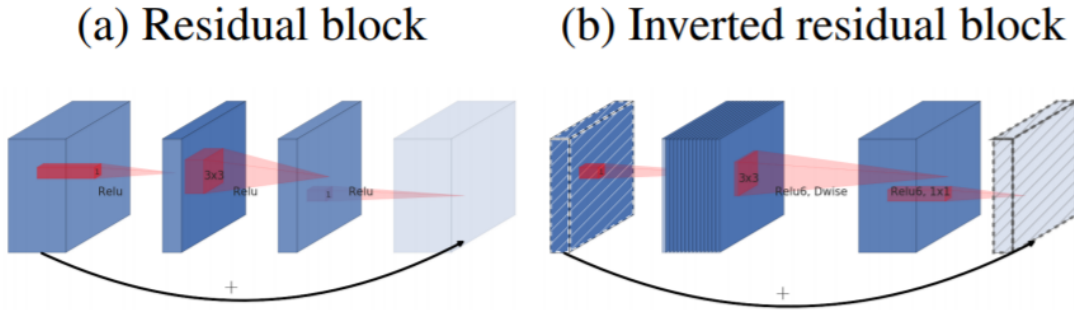 (a) Residual block
(b) Inverted residual block
1
Relu
3x3
Relu
1
Relu
+
1
3x3
Relu6, Dwise
Relu6, 1x1
+